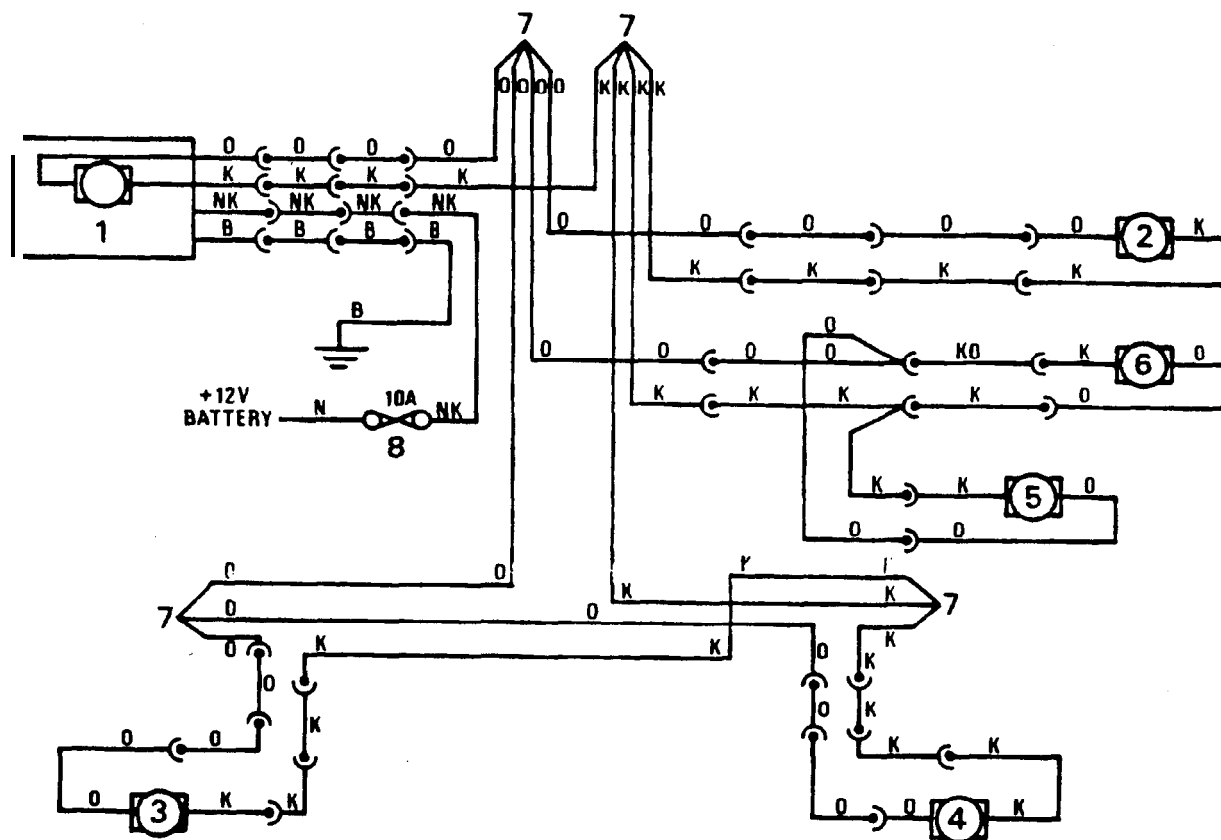 7 7
O O O O K K K K
O O O O
K K K K
NK NK NK NK
1
B B B B
O O O O O 2 K
K K K K
B
O
O O O O KO K 6 O
+12V
BATTERY N 10A NK
K K K K O
8
K K 5 O
O O
O O
K K
7 O O K 7
O K K K
O K
O K O K
O O O K K K
O 3 K K O O 4 K